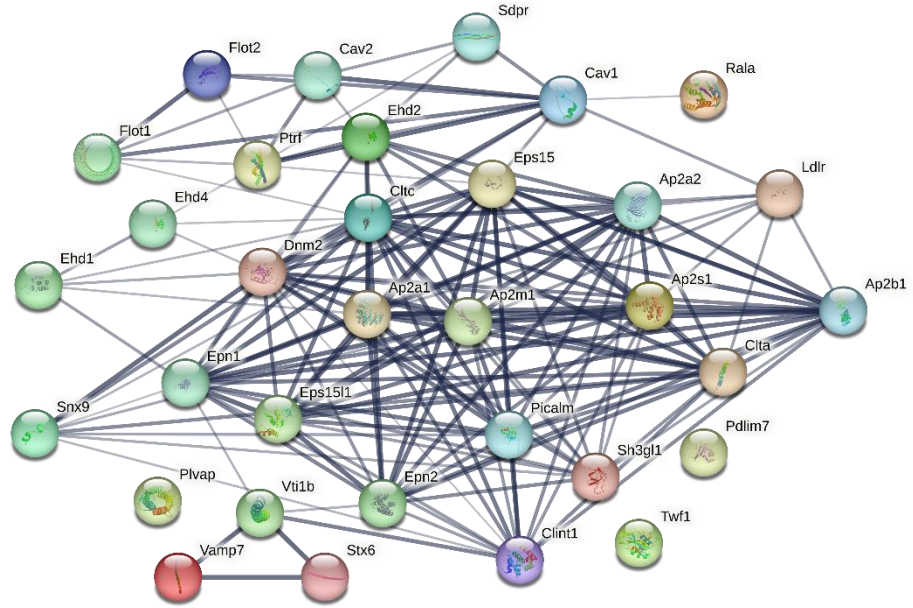 Sdpr
Flot2
Cav2
Cav1
Rala
Flot1
Ptrf
Ehd2
Eps15
Ap2a2
Ldlr
Ehd4
Cltc
Ehd1
Dnm2
Ap2a1
Ap2m1
Ap2s1
Ap2b1
Epn1
Clta
Snx9
Eps15l1
Picalm
Pdlim7
Sh3gl1
Plvap
Vti1b
Epn2
Twf1
Clint1
Vamp7
Stx6